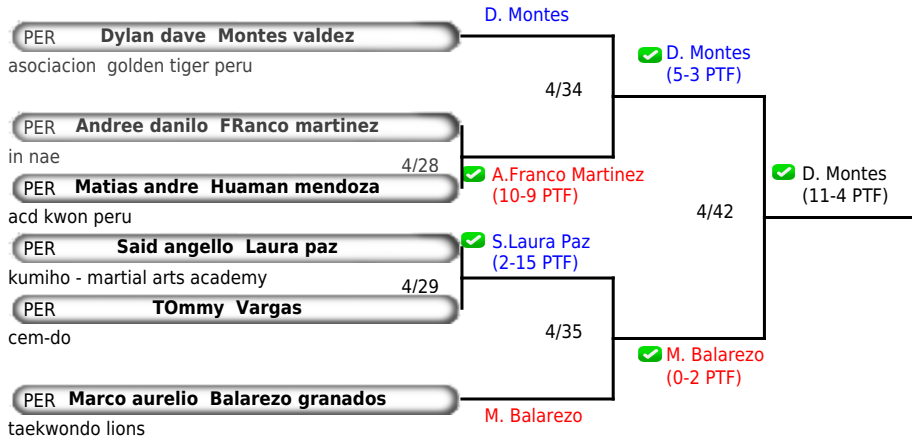 D. Montes
PER Dylan dave Montes valdez
asociacion golden tiger peru
D. Montes
(5-3 PTF)
4/34
PER Andree danilo FRanco martinez
in nae
4/28
A.Franco Martinez
(10-9 PTF)
PER Matias andre Huaman mendoza
acd kwon peru
D. Montes
(11-4 PTF)
4/42
PER Said angello Laura paz
kumiho - martial arts academy
S.Laura Paz
(2-15 PTF)
4/29
PER TOmmy Vargas
cem-do
4/35
M. Balarezo
(0-2 PTF)
PER Marco aurelio Balarezo granados
taekwondo lions
M. Balarezo